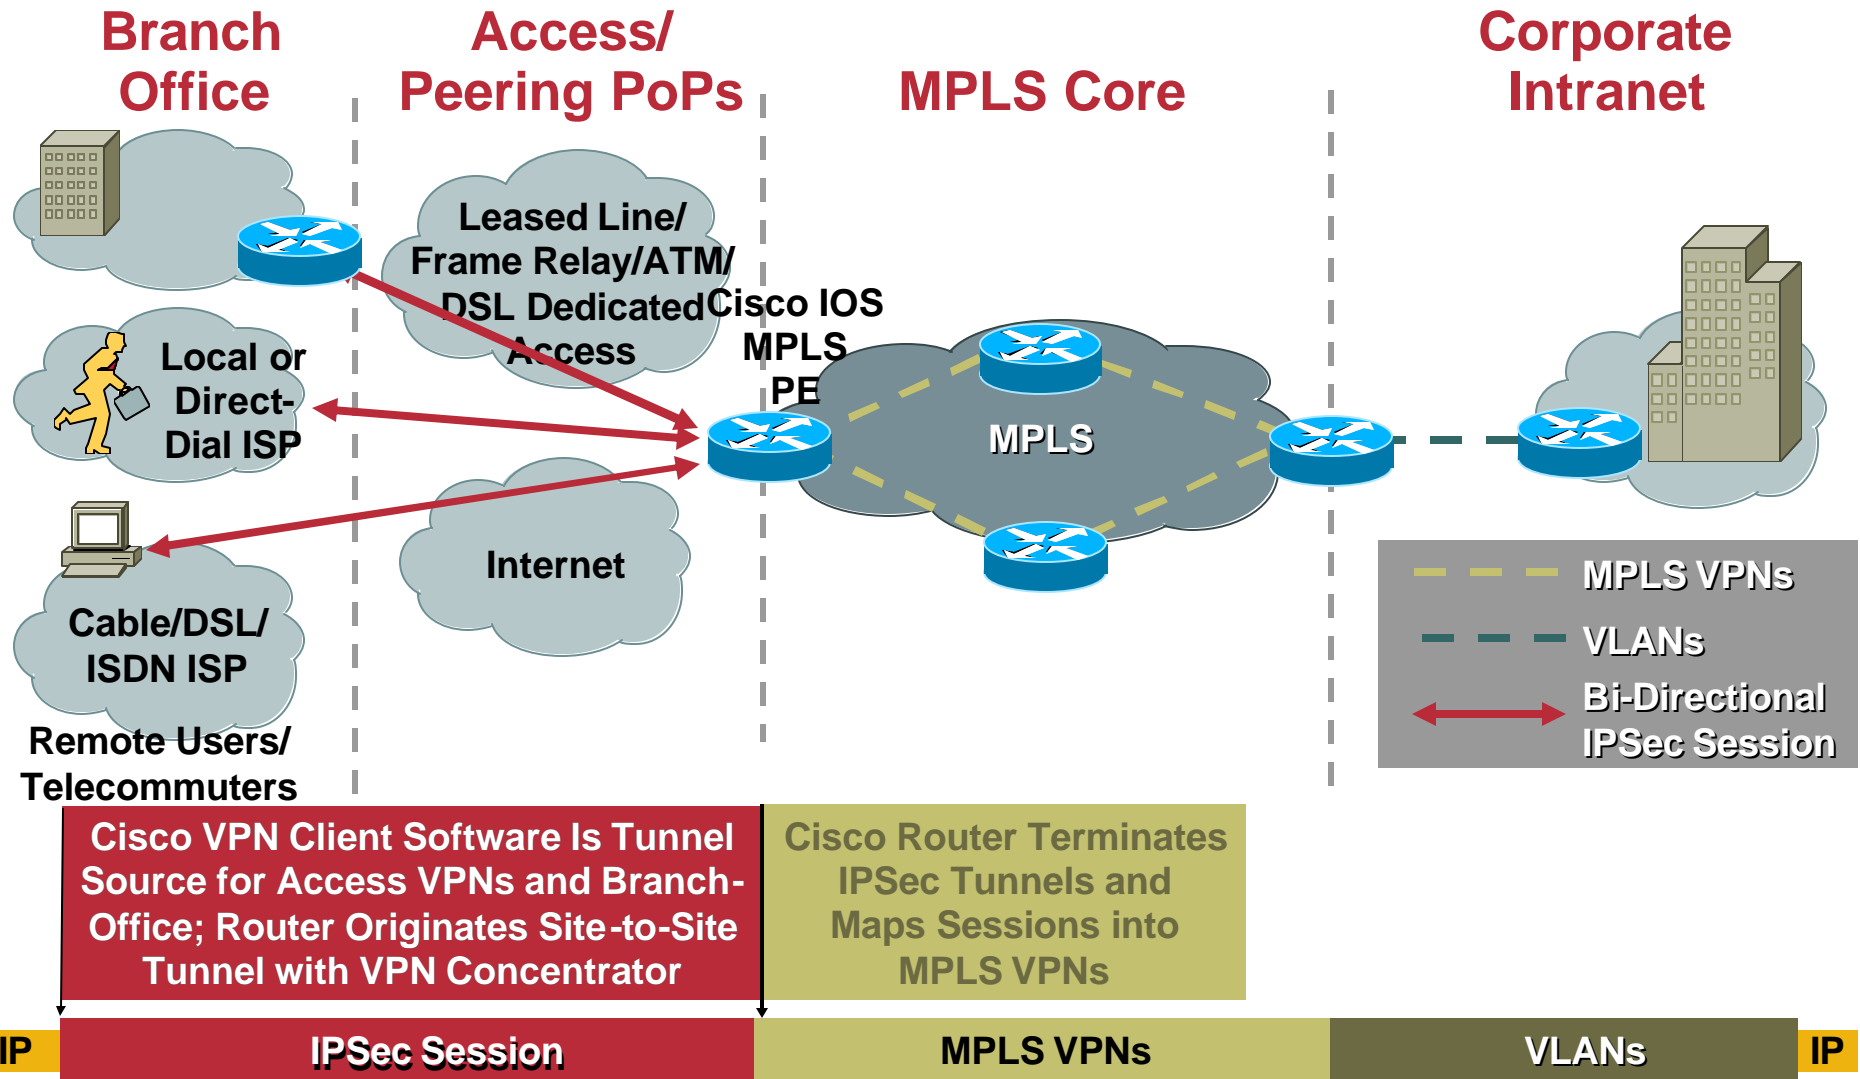 Branch
Office
Access/
Peering PoPs
MPLS Core
Corporate
Intranet
Leased Line/
Frame Relay/ATM/
DSL Dedicated
Access
Cisco IOS
MPLS
PE
Local or
Direct-
Dial ISP
MPLS
Internet
Cable/DSL/
ISDN ISP
Remote Users/
Telecommuters
MPLS VPNs
VLANs
Bi-Directional
IPSec Session
Cisco VPN Client Software Is Tunnel
Source for Access VPNs and Branch-
Office; Router Originates Site-to-Site
Tunnel with VPN Concentrator
Cisco Router Terminates
IPSec Tunnels and
Maps Sessions into
MPLS VPNs
IP
IPSec Session
MPLS VPNs
VLANs
IP